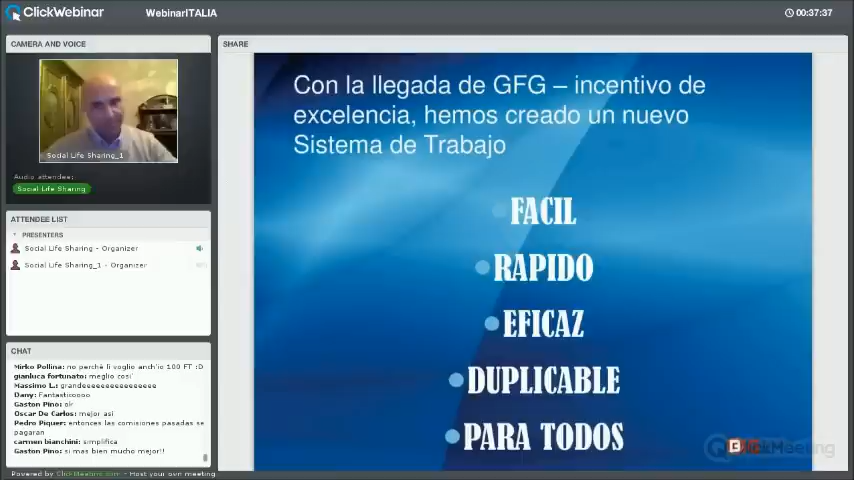 ClickWebinar
WebinarITALIA
00:37:37
CAMERA AND VOICE
Social Life Sharing_1
Audio attendee:
Social Life Sharing
ATTENDEE LIST
PRESENTERS
Social Life Sharing - Organizer
Social Life Sharing_1 - Organizer
CHAT
Mirko Pollina: no perchè li voglio anch'io 100 FT :D
gianluca fortunato: meglio cosi'
Massimo L.: grandeeeeeeeeeeeeeee
Dany: Fantasticoooo
Gaston Pino: ok
Oscar De Carlos: mejor asi
Pedro Piquer: entonces las comisiones pasadas se
pagaran
carmen bianchini: simplifica
Gaston Pino: si mas bien mucho mejor!!
Powered by ClickMeeting.com - Host your own meeting
SHARE
Con la llegada de GFG – incentivo de
excelencia, hemos creado un nuevo
Sistema de Trabajo
FACIL
RAPIDO
EFICAZ
DUPLICABLE
PARA TODOS
ClickMeeting